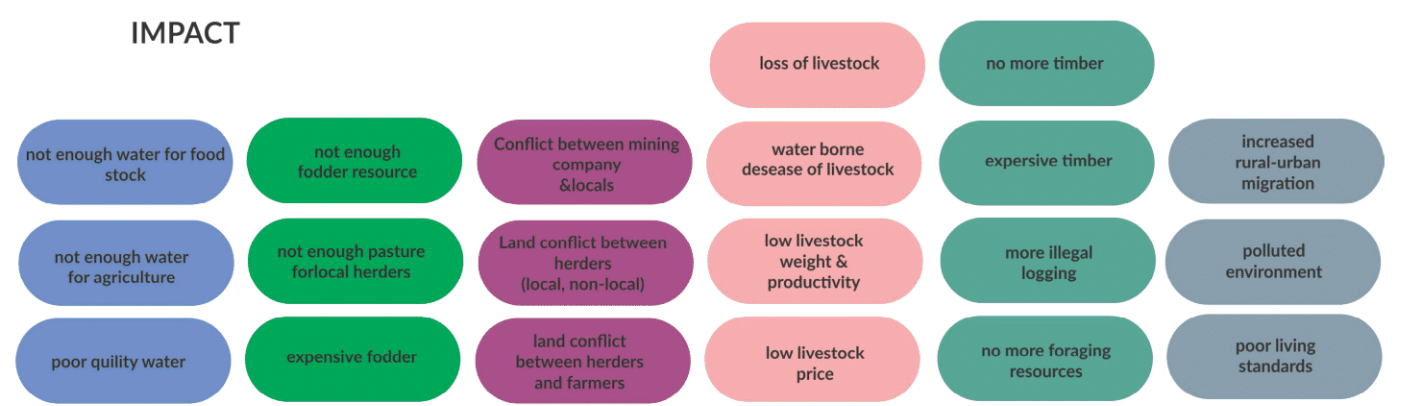 IMPACT
loss of livestock
no more timber
not enough water for food
stock
not enough
fodder resource
Conflict between mining
company
&locals
water borne
desease of livestock
expersive timber
increased
rural-urban
migration
not enough water
for agriculture
not enough pasture
forlocal herders
Land conflict between
herders
(local, non-local)
low livestock
weight &
productivity
more illegal
logging
polluted
environment
poor quility water
expensive fodder
land conflict
between herders
and farmers
low livestock
price
no more foraging
resources
poor living
standards